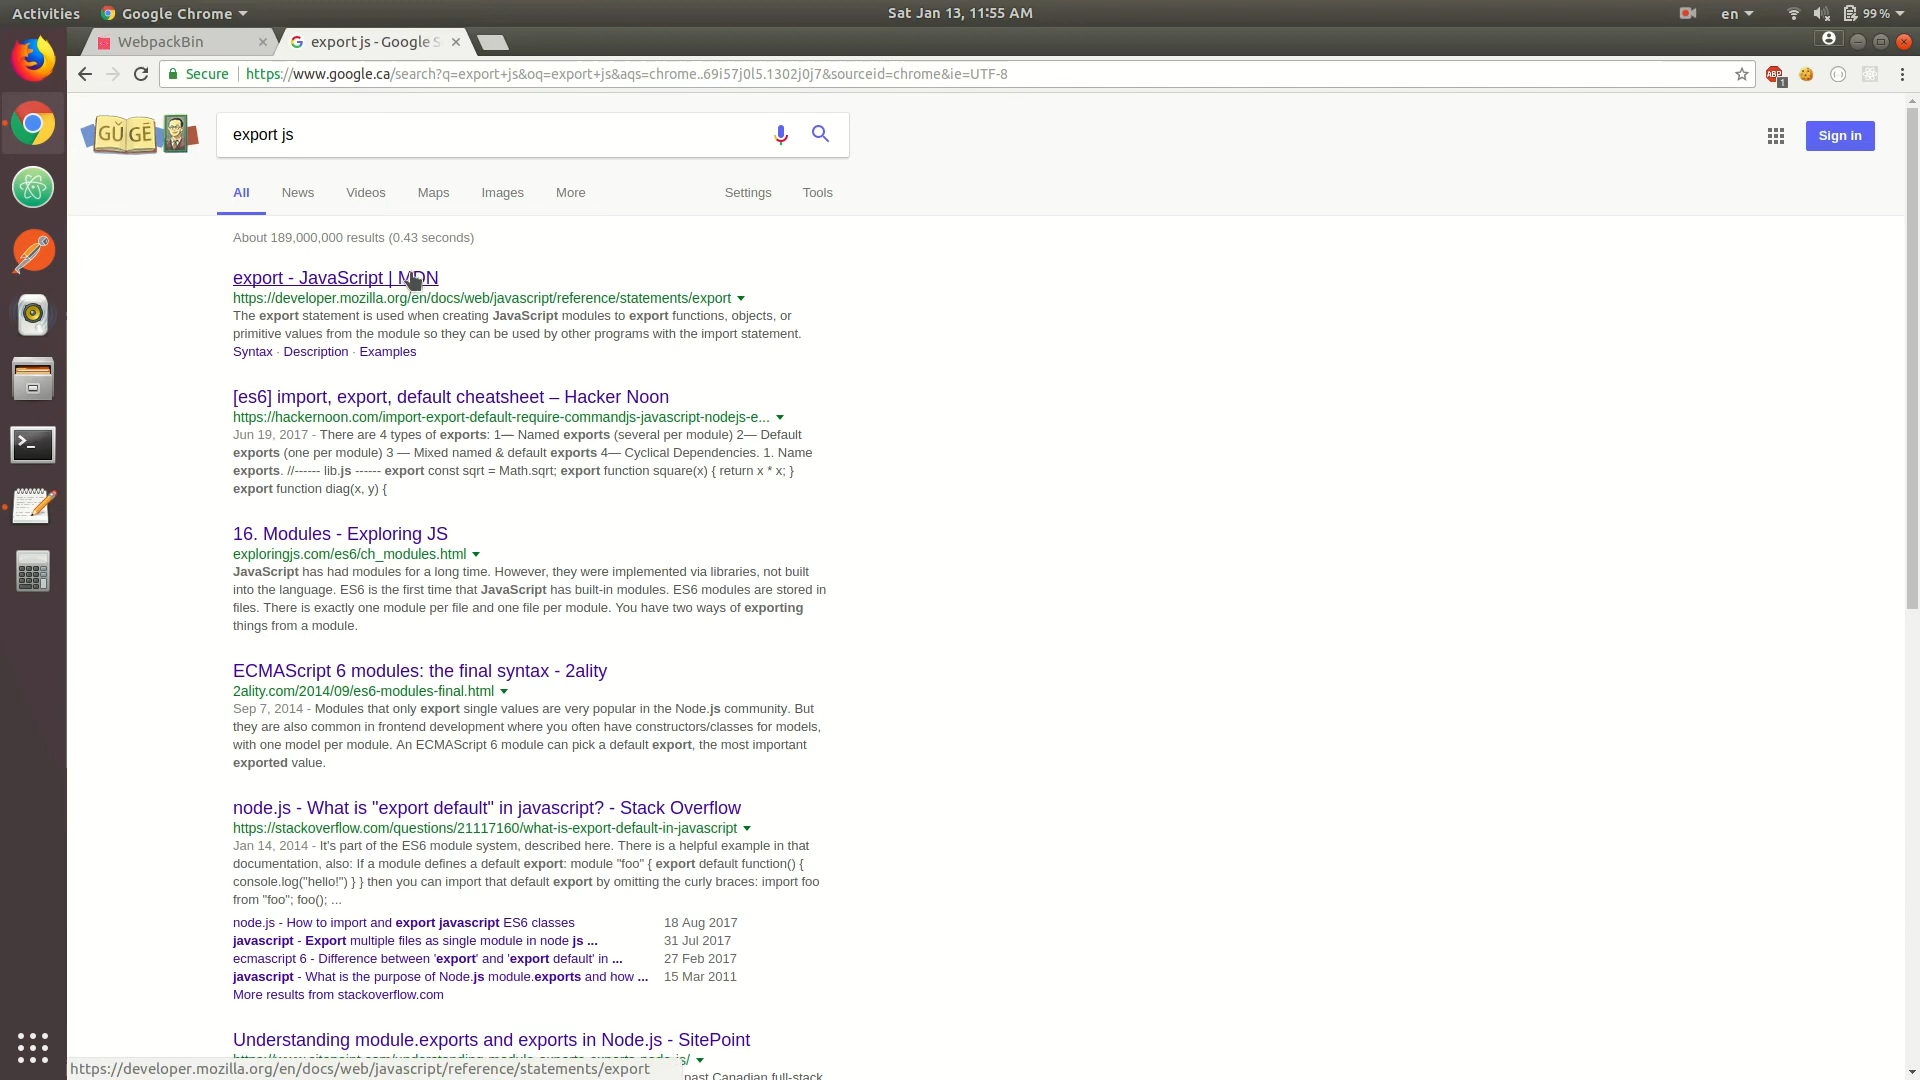 Activities Google Chrome Sat Jan 13, 11:55 AM en 99 %
WebpackBin export js - Google S
Secure https://www.google.ca/search?q=export+js&oq=export+js&aqs=chrome..69i57j0l5.1302j0j7&sourceid=chrome&ie=UTF-8 ABP 1
GǓ GĒ export js Sign in
All News Videos Maps Images More Settings Tools
About 189,000,000 results (0.43 seconds)
export - JavaScript | MDN
https://developer.mozilla.org/en/docs/web/javascript/reference/statements/export
The export statement is used when creating JavaScript modules to export functions, objects, or
primitive values from the module so they can be used by other programs with the import statement.
Syntax · Description · Examples
[es6] import, export, default cheatsheet – Hacker Noon
https://hackernoon.com/import-export-default-require-commandjs-javascript-nodejs-e...
Jun 19, 2017 - There are 4 types of exports: 1— Named exports (several per module) 2— Default
exports (one per module) 3 — Mixed named & default exports 4— Cyclical Dependencies. 1. Name
exports. //------ lib.js ------ export const sqrt = Math.sqrt; export function square(x) { return x * x; }
export function diag(x, y) {
16. Modules - Exploring JS
exploringjs.com/es6/ch_modules.html
JavaScript has had modules for a long time. However, they were implemented via libraries, not built
into the language. ES6 is the first time that JavaScript has built-in modules. ES6 modules are stored in
files. There is exactly one module per file and one file per module. You have two ways of exporting
things from a module.
ECMAScript 6 modules: the final syntax - 2ality
2ality.com/2014/09/es6-modules-final.html
Sep 7, 2014 - Modules that only export single values are very popular in the Node.js community. But
they are also common in frontend development where you often have constructors/classes for models,
with one model per module. An ECMAScript 6 module can pick a default export, the most important
exported value.
node.js - What is "export default" in javascript? - Stack Overflow
https://stackoverflow.com/questions/21117160/what-is-export-default-in-javascript
Jan 14, 2014 - It's part of the ES6 module system, described here. There is a helpful example in that
documentation, also: If a module defines a default export: module "foo" { export default function() {
console.log("hello!") } } then you can import that default export by omitting the curly braces: import foo
from "foo"; foo(); ...
node.js - How to import and export javascript ES6 classes 18 Aug 2017
javascript - Export multiple files as single module in node js ... 31 Jul 2017
ecmascript 6 - Difference between 'export' and 'export default' in ... 27 Feb 2017
javascript - What is the purpose of Node.js module.exports and how ... 15 Mar 2011
More results from stackoverflow.com
Understanding module.exports and exports in Node.js - SitePoint
https://developer.mozilla.org/en/docs/web/javascript/reference/statements/export past Canadian full-stack